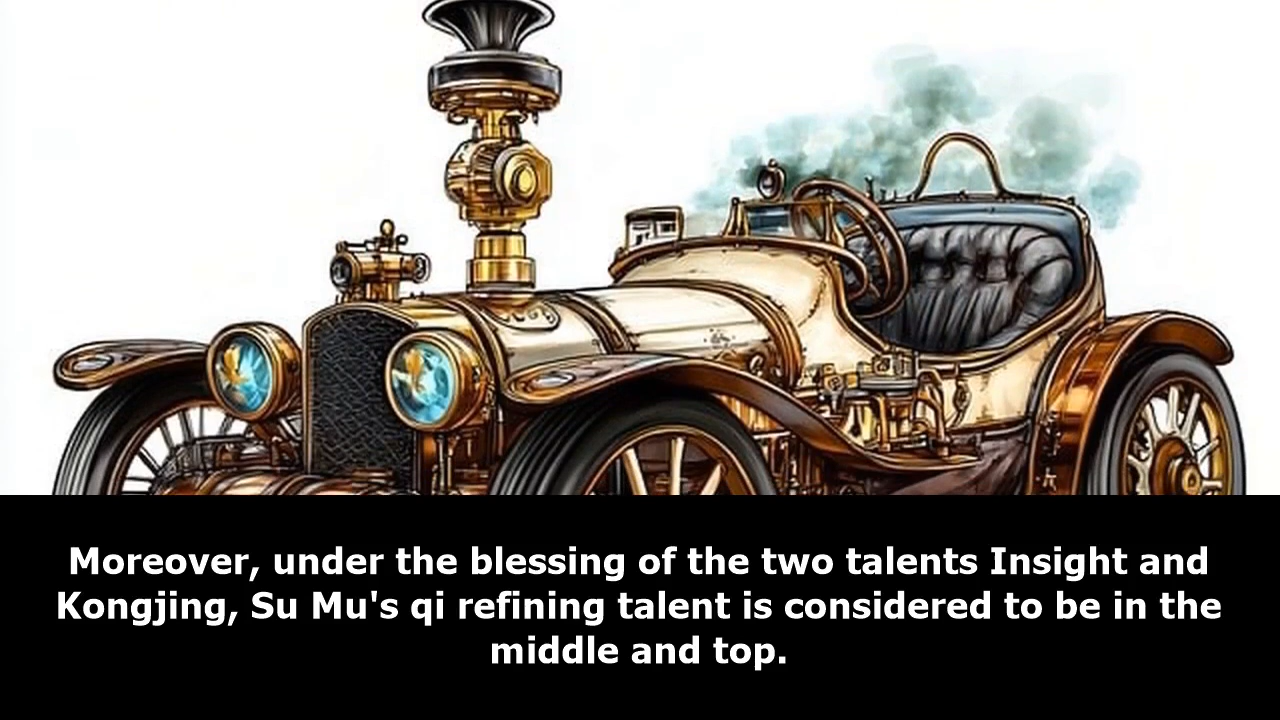 Moreover, under the blessing of the two talents Insight and
Kongjing, Su Mu's qi refining talent is considered to be in the
middle and top.